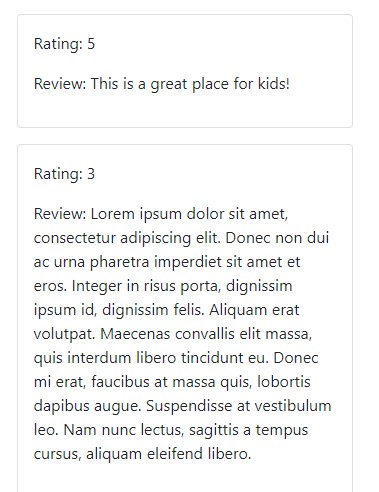 Rating: 5
Review: This is a great place for kids!
Rating: 3
Review: Lorem ipsum dolor sit amet,
consectetur adipiscing elit. Donec non dui
ac urna pharetra imperdiet sit amet et
eros. Integer in risus porta, dignissim
ipsum id, dignissim felis. Aliquam erat
volutpat. Maecenas convallis elit massa,
quis interdum libero tincidunt eu. Donec
mi erat, faucibus at massa quis, lobortis
dapibus augue. Suspendisse at vestibulum
leo. Nam nunc lectus, sagittis a tempus
cursus, aliquam eleifend libero.